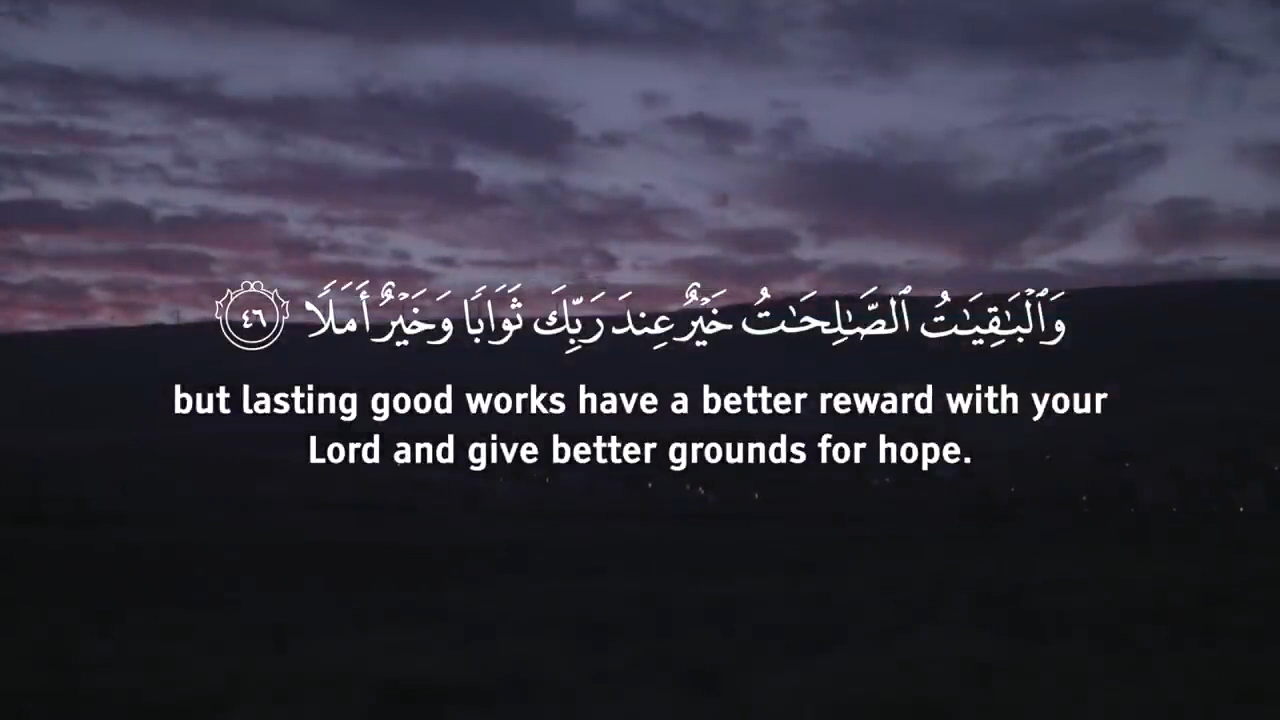 وَٱلْبَـٰقِيَـٰتُ ٱلصَّـٰلِحَـٰتُ خَيْرٌ عِندَ رَبِّكَ ثَوَابًا وَخَيْرٌ أَمَلًا ٤٦
but lasting good works have a better reward with your
Lord and give better grounds for hope.